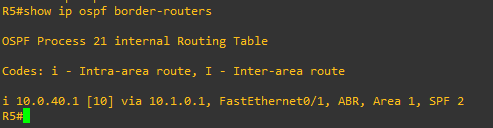 R5#show ip ospf border-routers
OSPF Process 21 internal Routing Table
Codes: i - Intra-area route, I - Inter-area route
i 10.0.40.1 [10] via 10.1.0.1, FastEthernet0/1, ABR, Area 1, SPF 2
R5#